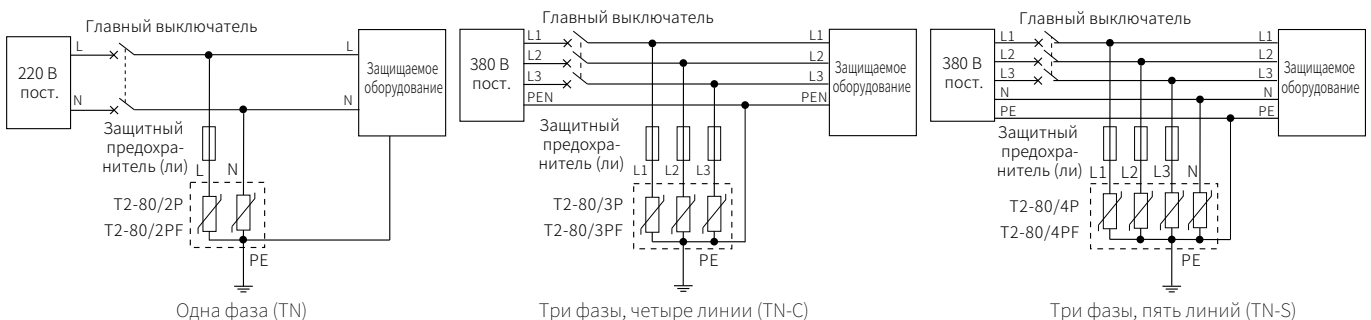 Главный выключатель
L
L
220 В
пост.
Защищаемое
оборудование
N
N
Защитный
предохра-
нитель (ли)
L
N
T2-80/2P
T2-80/2PF
PE
Одна фаза (TN)
Главный выключатель
L1
L1
L2
L2
380 В
пост.
L3
L3
Защищаемое
оборудование
PEN
PEN
Защитный
предохра-
нитель (ли)
L1
L2
L3
T2-80/3P
T2-80/3PF
PE
Три фазы, четыре линии (TN-C)
Главный выключатель
L1
L1
L2
L2
380 В
пост.
L3
L3
Защищаемое
оборудование
N
N
PE
PE
Защитный
предохра-
нитель (ли)
L1
L2
L3
N
T2-80/4P
T2-80/4PF
PE
Три фазы, пять линий (TN-S)